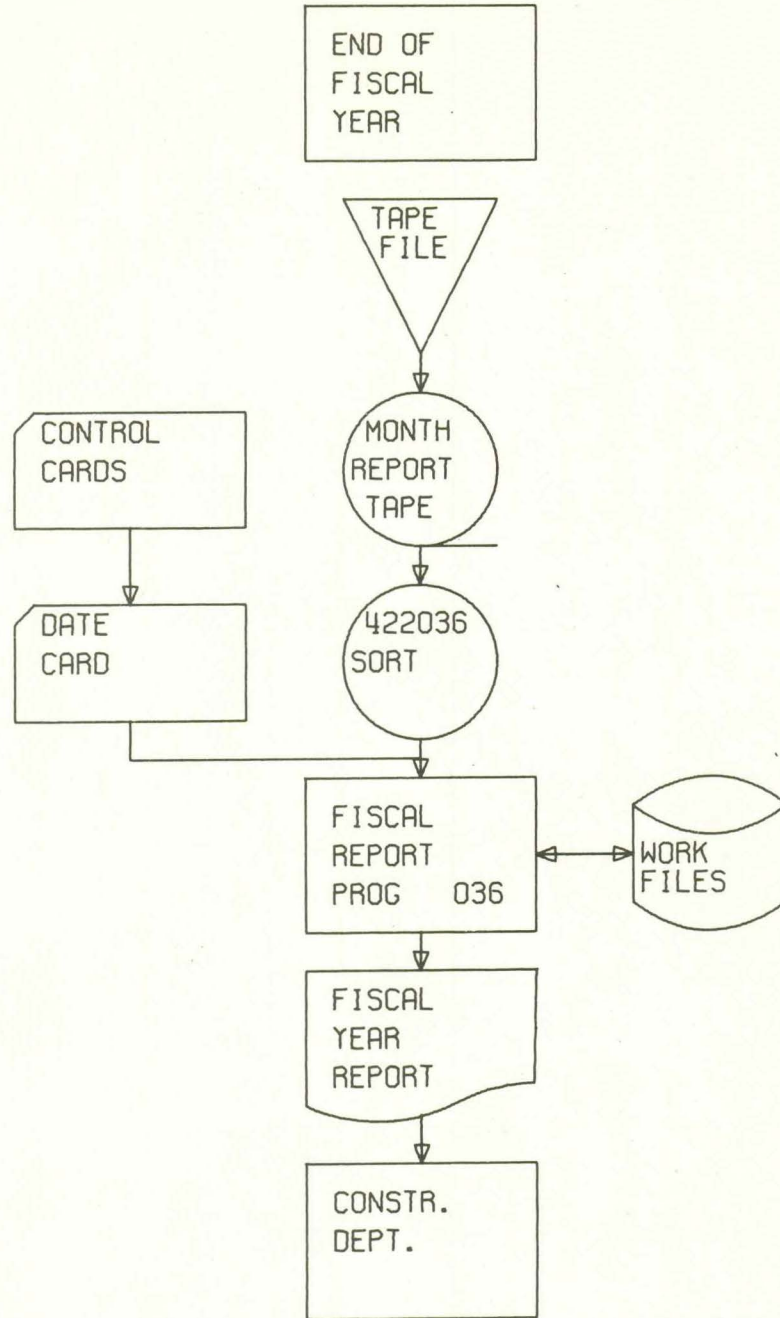 END OF
FISCAL
YEAR
TAPE
FILE
CONTROL
CARDS
MONTH
REPORT
TAPE
DATE
CARD
422036
SORT
FISCAL
REPORT
PROG 036
WORK
FILES
FISCAL
YEAR
REPORT
CONSTR.
DEPT.